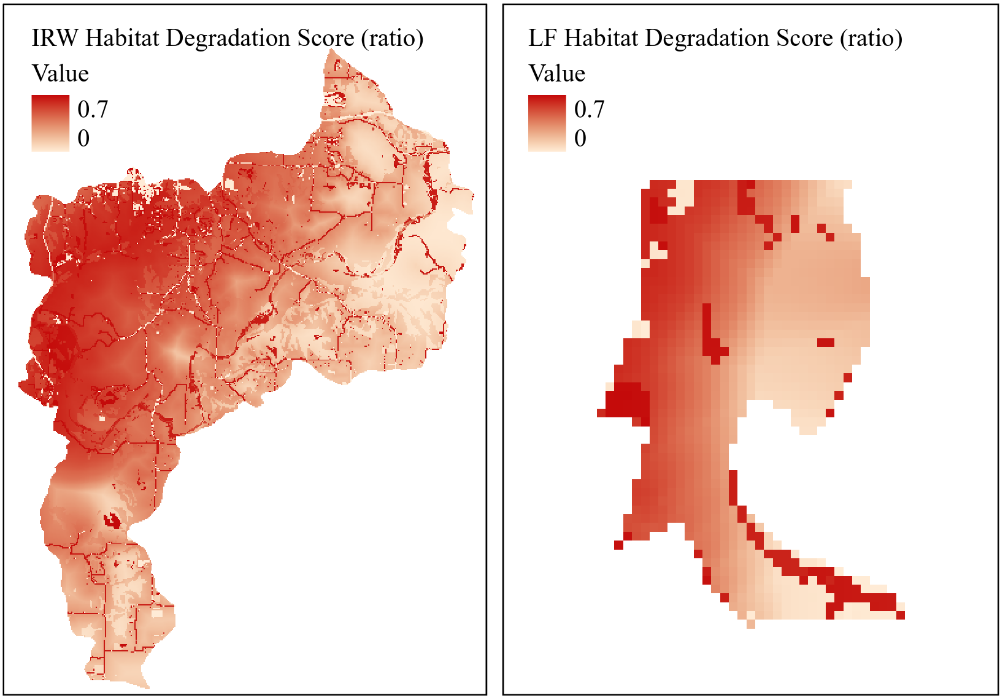 IRW Habitat Degradation Score (ratio)
Value
0.7
0
LF Habitat Degradation Score (ratio)
Value
0.7
0